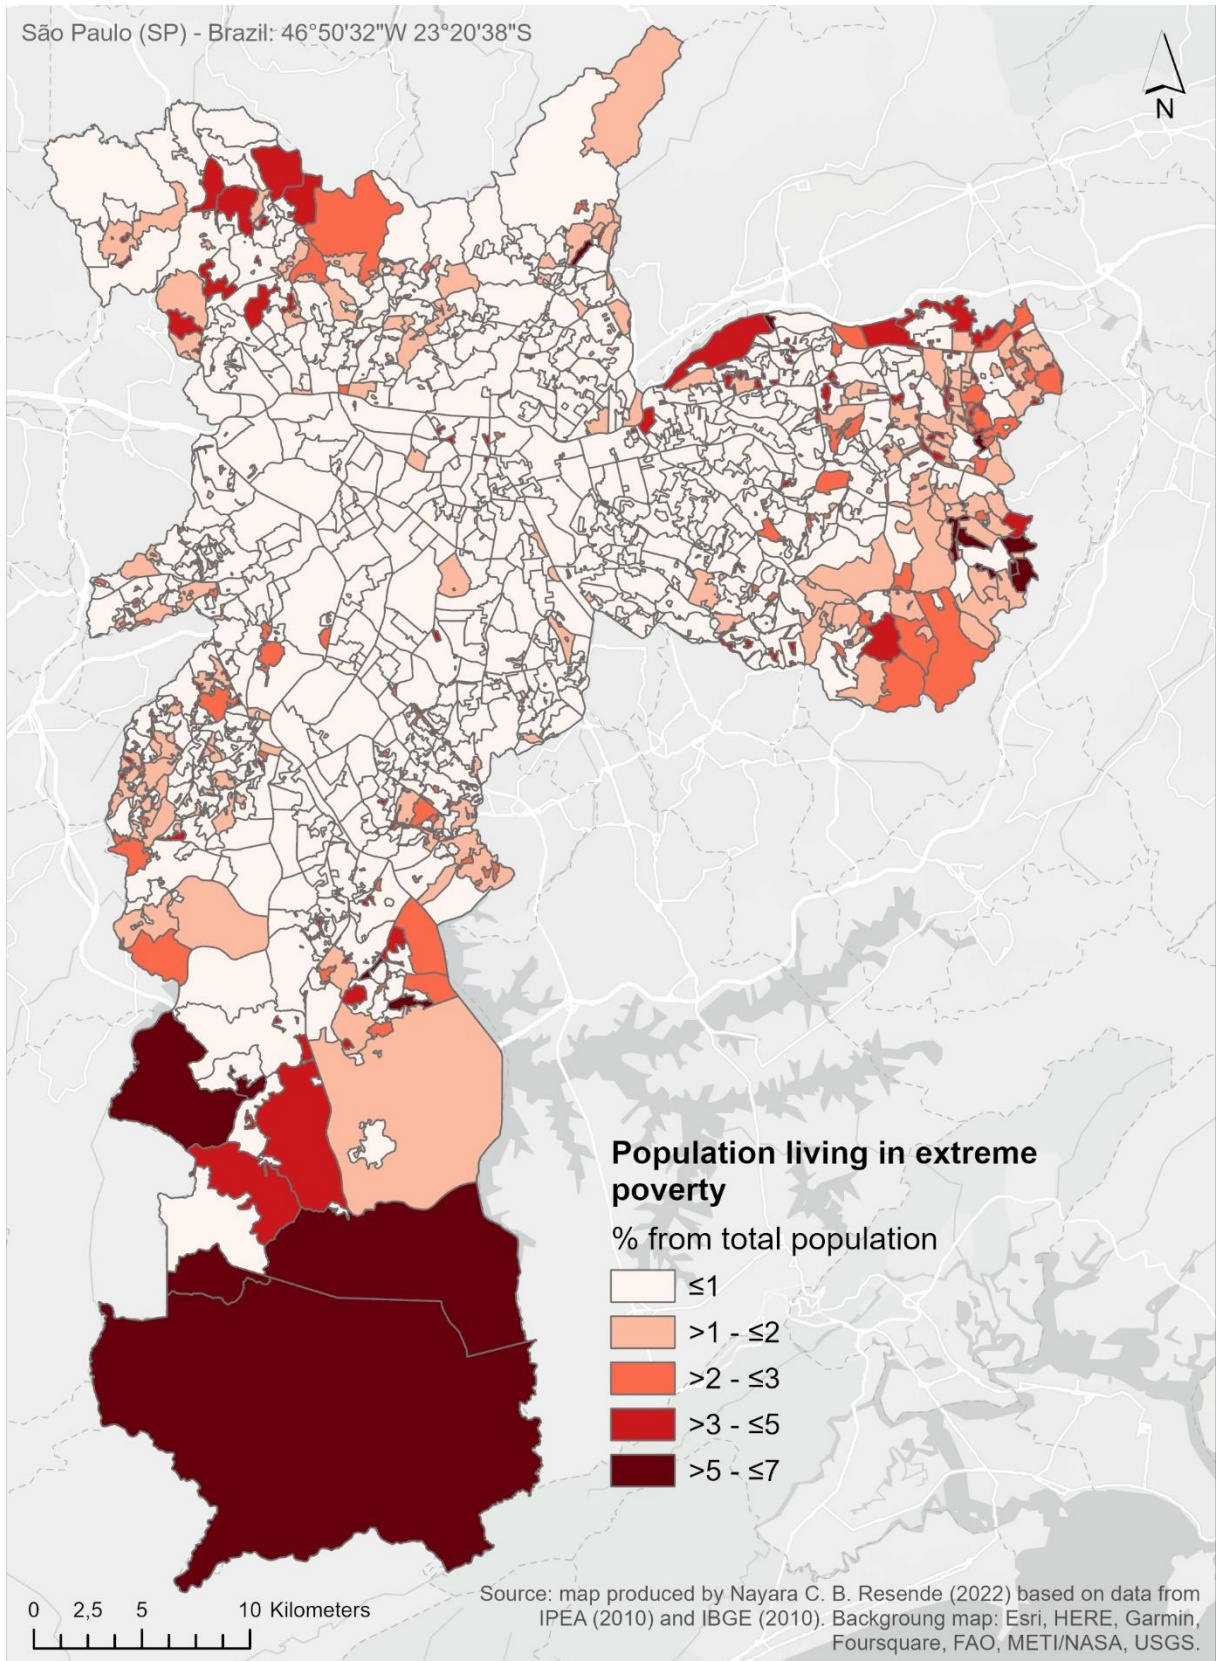 São Paulo (SP) - Brazil: 46°50'32"W 23°20'38"S
N
Population living in extreme
poverty
% from total population
≤1
>1 - ≤2
>2 - ≤3
>3 - ≤5
>5 - ≤7
0 2,5 5 10 Kilometers
Source: map produced by Nayara C. B. Resende (2022) based on data from
IPEA (2010) and IBGE (2010). Backgroung map: Esri, HERE, Garmin,
Foursquare, FAO, METI/NASA, USGS.